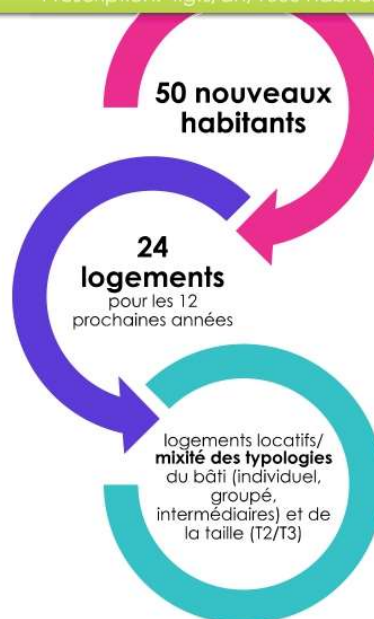 50 nouveaux
habitants
24
logements
pour les 12
prochaines années
logements locatifs/
mixité des typologies
du bâti (individuel,
groupé,
intermédiaires) et de
la taille (T2/T3)